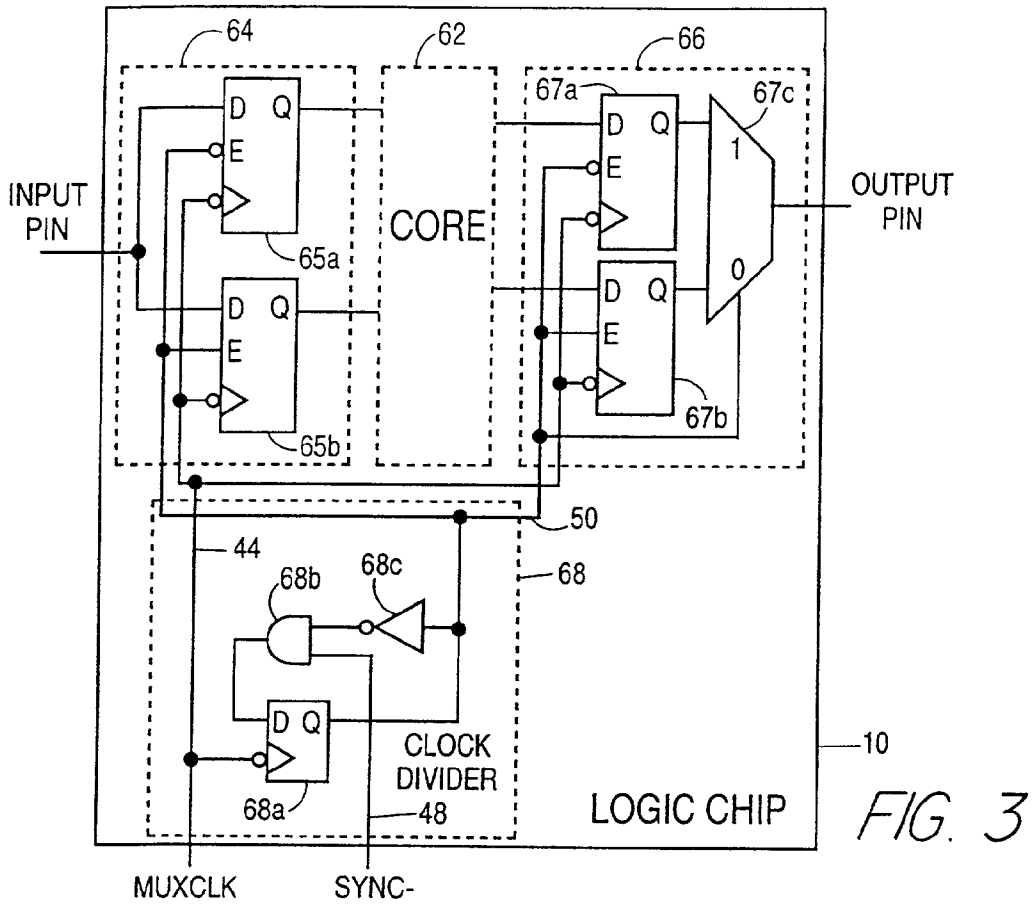 64
62
66
67a
67c
D Q
E
65a
D Q
E
65b
INPUT
PIN
CORE
D Q
E
1
0
D Q
E
67b
OUTPUT
PIN
50
44
68
68b
68c
D Q
68a
CLOCK
DIVIDER
48
10
LOGIC CHIP
FIG. 3
MUXCLK
SYNC-